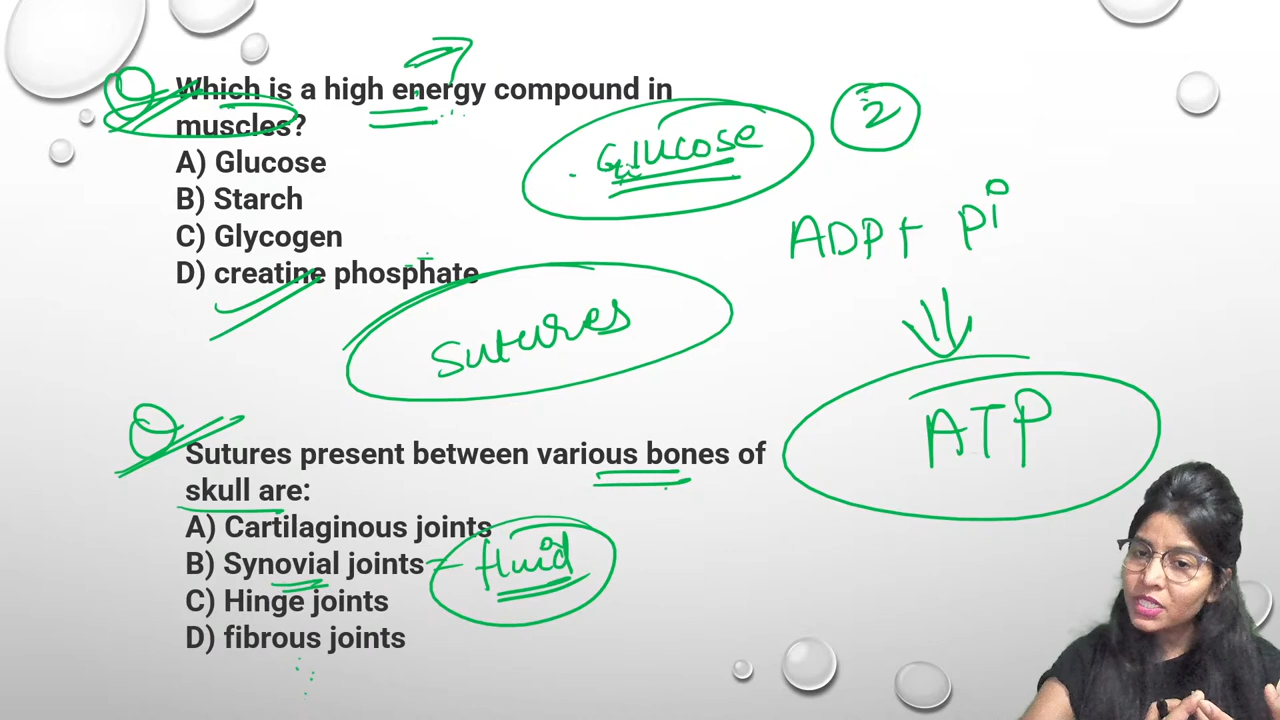 Which is a high energy compound in
muscles?
A) Glucose
B) Starch
C) Glycogen
D) creatine phosphate
Glucose
2
ADP + Pi
ATP
Sutures
Sutures present between various bones of
skull are:
A) Cartilaginous joints
B) Synovial joints - fluid
C) Hinge joints
D) fibrous joints